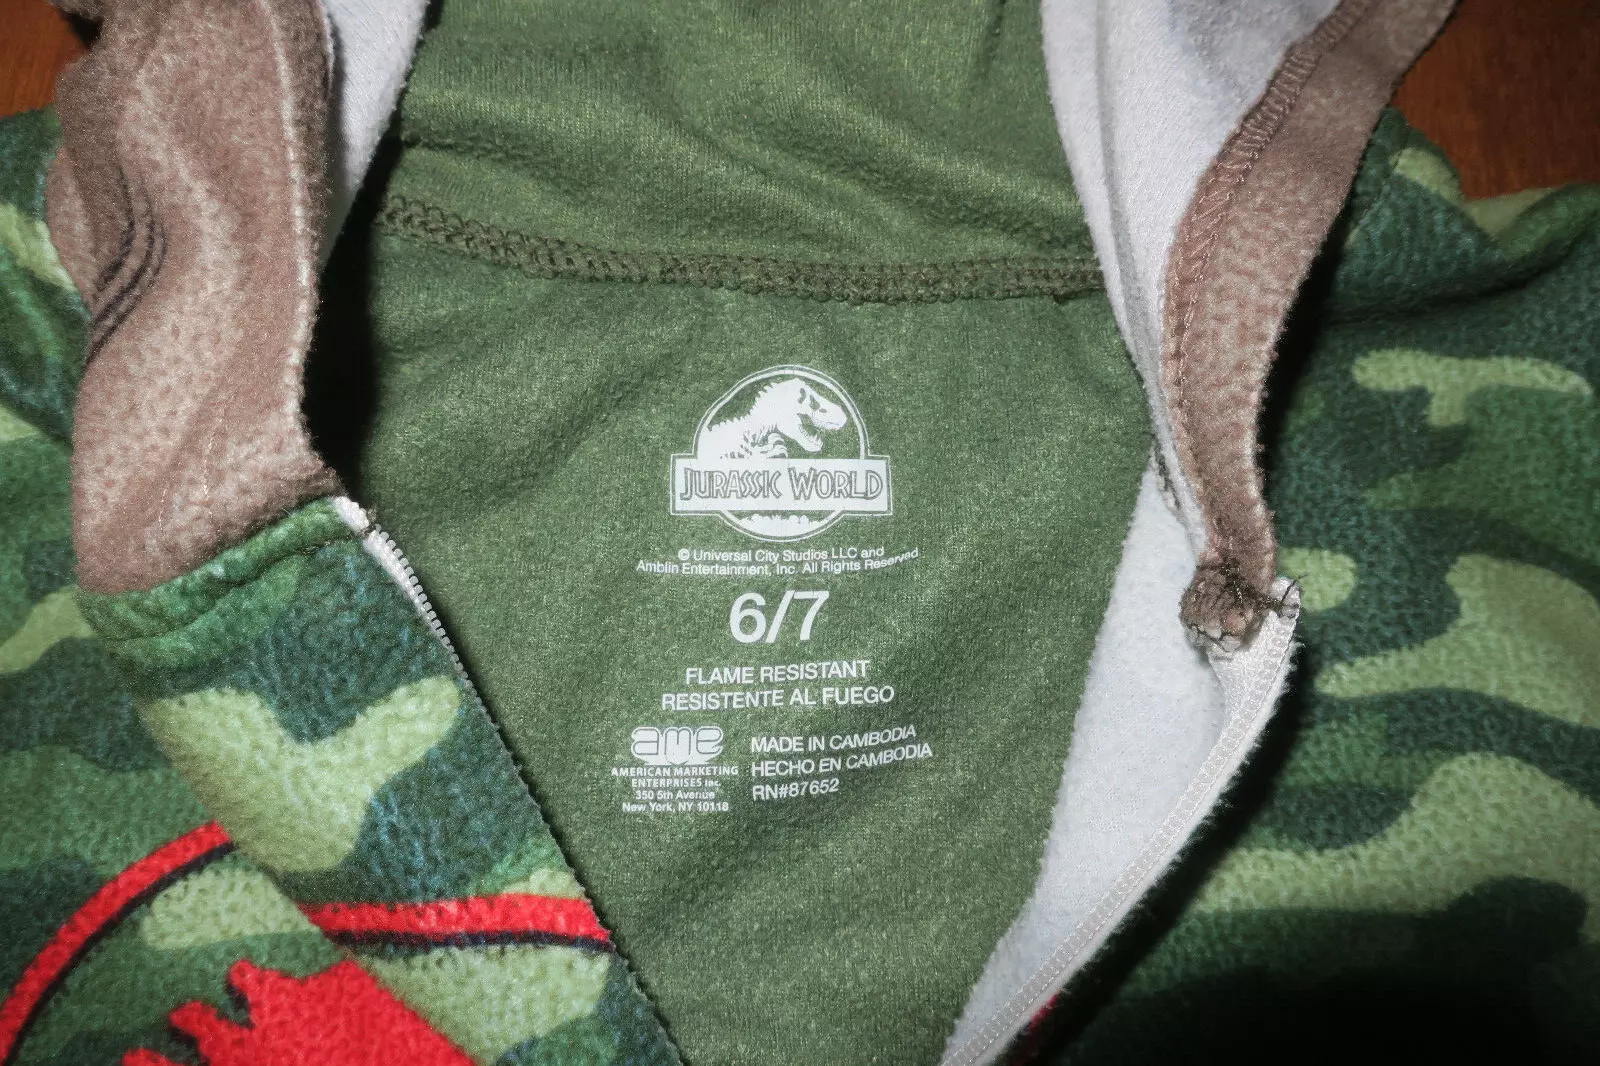 JURASSIC WORLD
© Universal City Studios LLC and
Amblin Entertainment, Inc. All Rights Reserved
6/7
FLAME RESISTANT
RESISTENTE AL FUEGO
ame
AMERICAN MARKETING
ENTERPRISES Inc.
350 5th Avenue
New York, NY 10118
MADE IN CAMBODIA
HECHO EN CAMBODIA
RN#87652